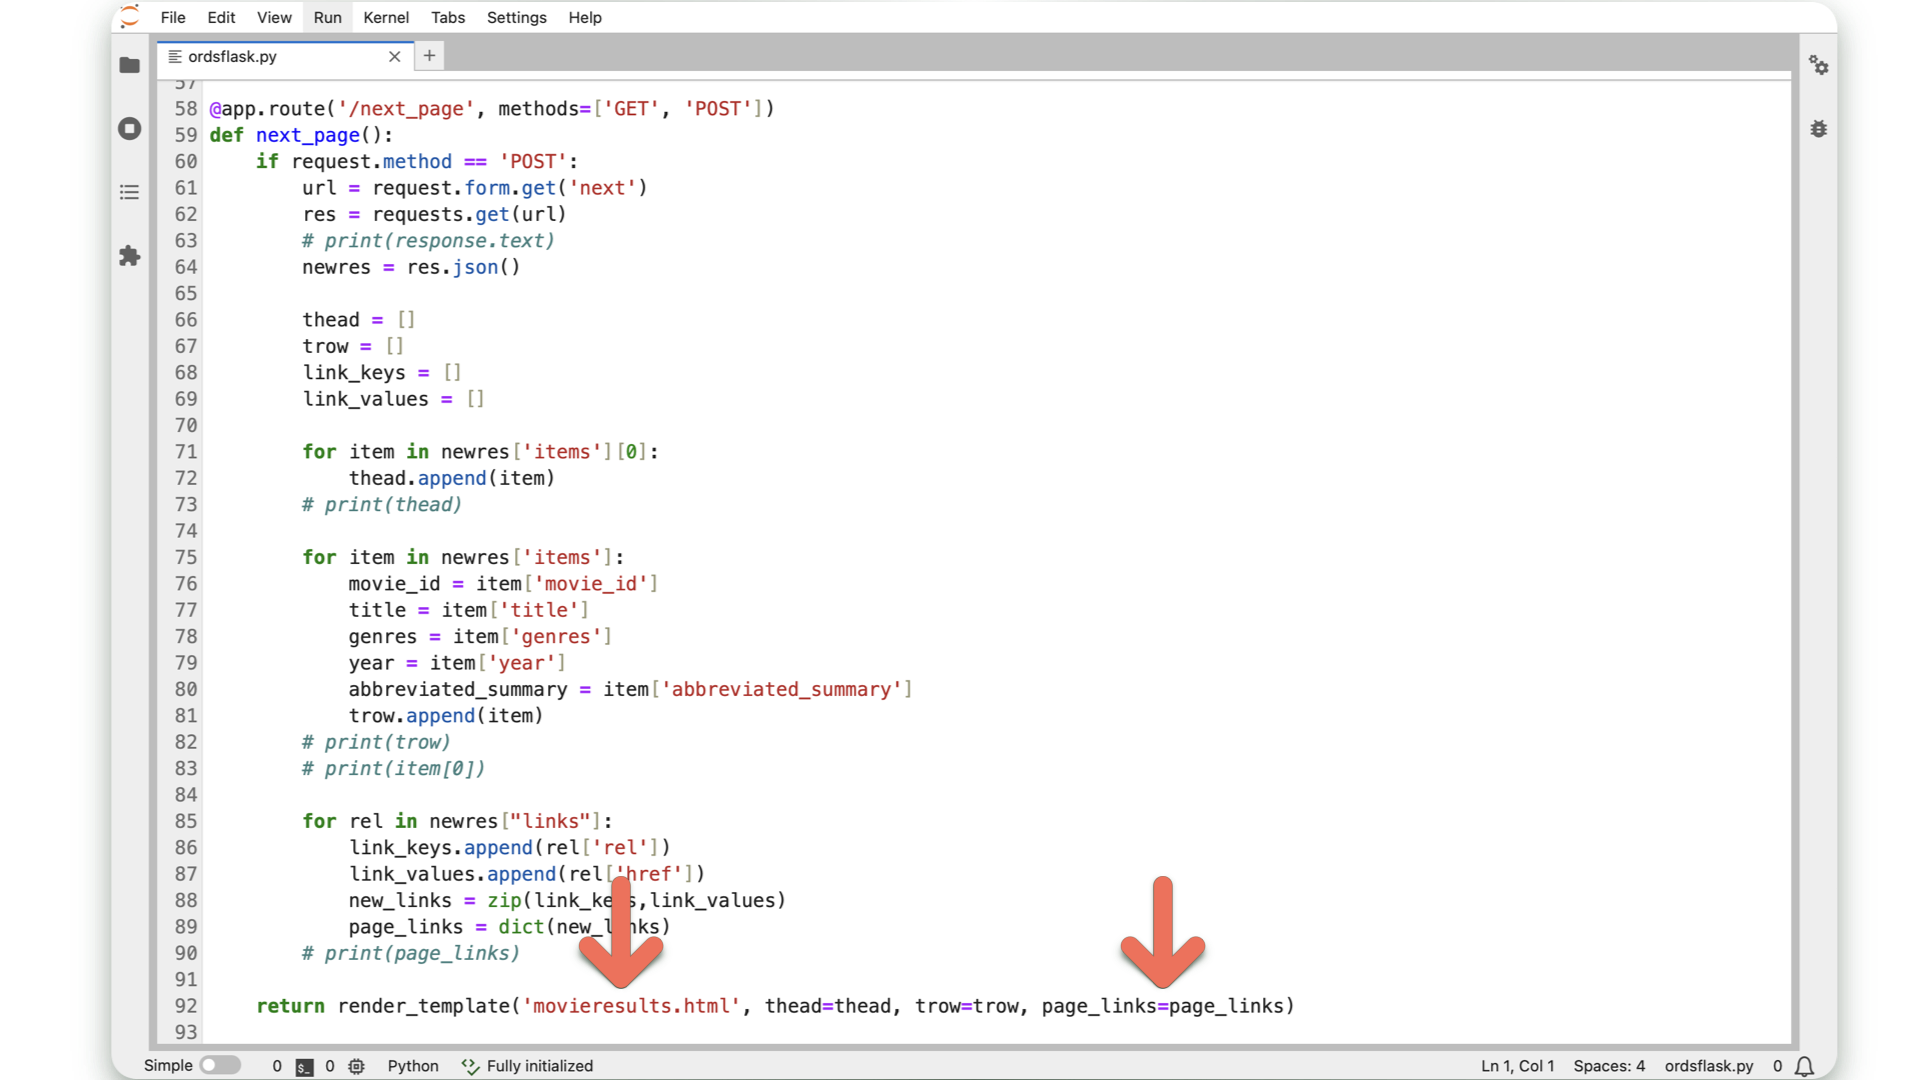 File Edit View Run Kernel Tabs Settings Help
ordsflask.py
57
58 @app.route('/next_page', methods=['GET', 'POST'])
59 def next_page():
60     if request.method == 'POST':
61         url = request.form.get('next')
62         res = requests.get(url)
63         # print(response.text)
64         newres = res.json()
65
66         thead = []
67         trow = []
68         link_keys = []
69         link_values = []
70
71         for item in newres['items'][0]:
72             thead.append(item)
73         # print(thead)
74
75         for item in newres['items']:
76             movie_id = item['movie_id']
77             title = item['title']
78             genres = item['genres']
79             year = item['year']
80             abbreviated_summary = item['abbreviated_summary']
81             trow.append(item)
82         # print(trow)
83         # print(item[0])
84
85         for rel in newres["links"]:
86             link_keys.append(rel['rel'])
87             link_values.append(rel['href'])
88             new_links = zip(link_keys,link_values)
89             page_links = dict(new_links)
90         # print(page_links)
91
92     return render_template('movieresults.html', thead=thead, trow=trow, page_links=page_links)
93
Simple 0 $_ 0 Python Fully initialized Ln 1, Col 1 Spaces: 4 ordsflask.py 0